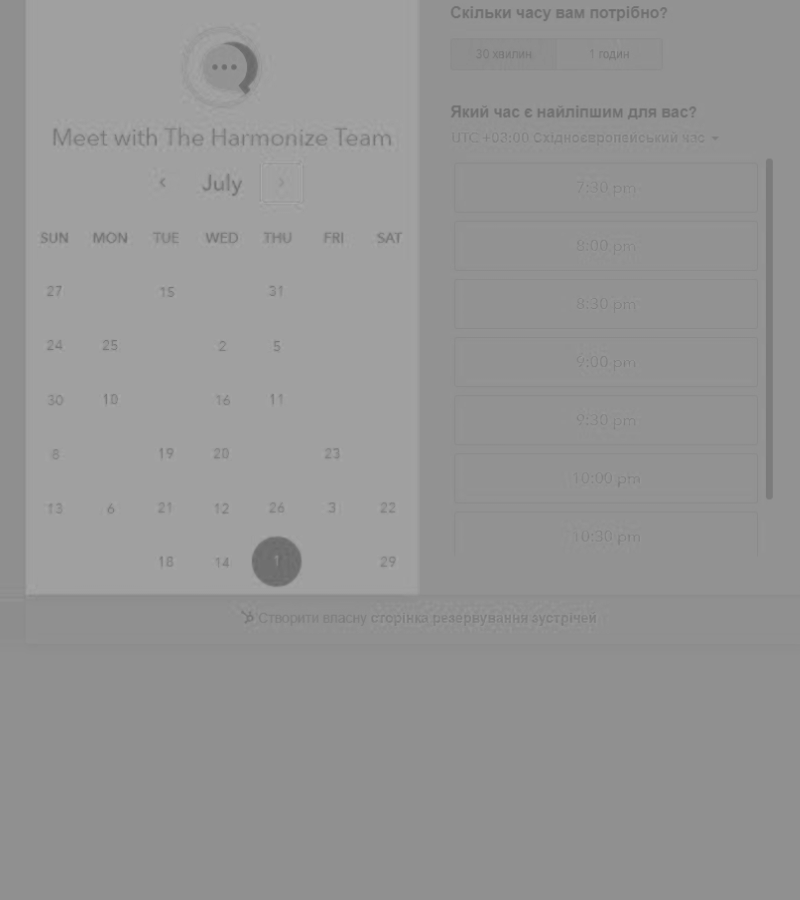 Meet with The Harmonize Team
July
SUN MON TUE WED THU FRI SAT
27 15 31
24 25 2 5
30 10 16 11
8 19 20 23
13 6 21 12 26 3 22
18 14 1 29
Скільки часу вам потрібно?
30 хвилин 1 годин
Який час є найліпшим для вас?
UTC +03:00 Східноєвропейський час
7:30 pm
8:00 pm
8:30 pm
9:00 pm
9:30 pm
10:00 pm
10:30 pm
Створити власну сторінка резервування зустрічей